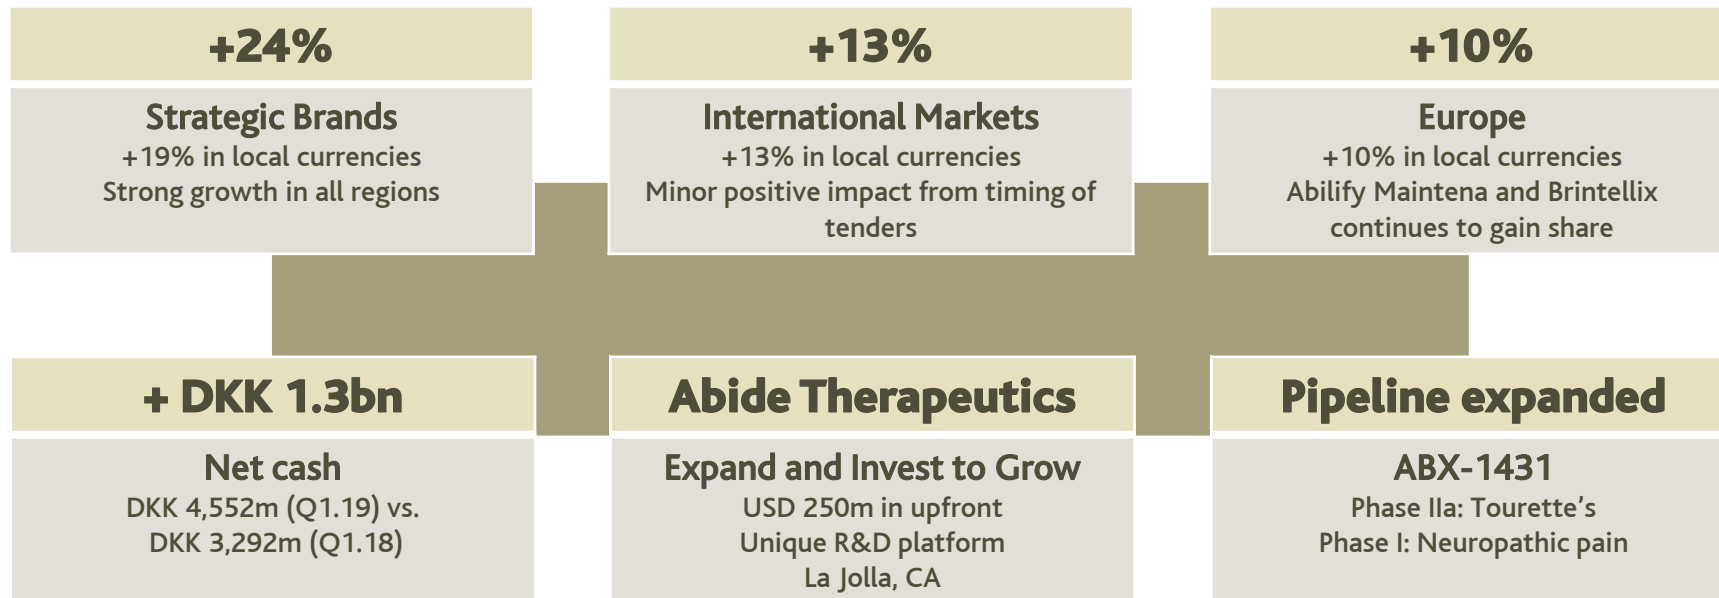 +24%
Strategic Brands
+19% in local currencies
Strong growth in all regions
+13%
International Markets
+13% in local currencies
Minor positive impact from timing of
tenders
+10%
Europe
+10% in local currencies
Abilify Maintena and Brintellix
continues to gain share
+ DKK 1.3bn
Net cash
DKK 4,552m (Q1.19) vs.
DKK 3,292m (Q1.18)
Abide Therapeutics
Expand and Invest to Grow
USD 250m in upfront
Unique R&D platform
La Jolla, CA
Pipeline expanded
ABX-1431
Phase IIa: Tourette’s
Phase I: Neuropathic pain